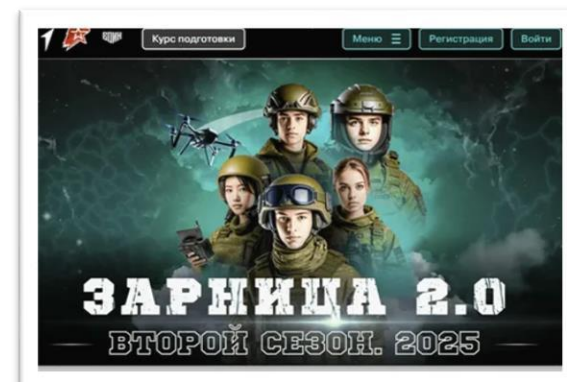 Курс подготовки
Меню
Регистрация
Войти
ЗАРНИЦА 2.0
ВТОРОЙ СЕЗОН. 2025